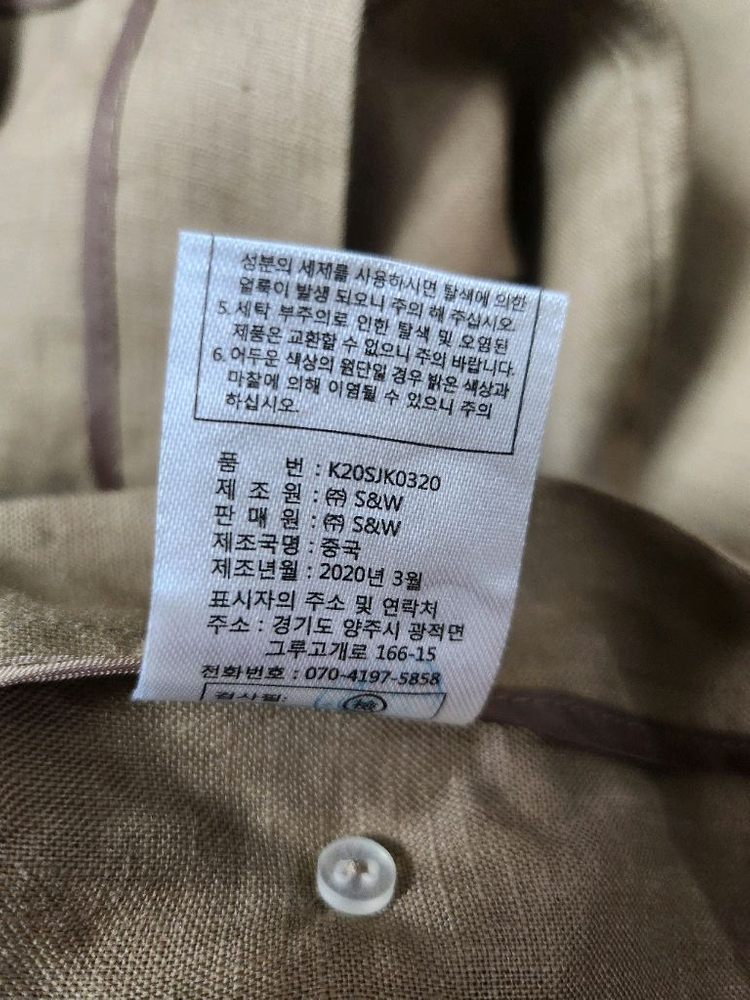 성분의 세제를 사용하시면 탈색에 의한
얼룩이 발생 되오니 주의 해 주십시오.
5. 세탁 부주의로 인한 탈색 및 오염된
제품은 교환할 수 없으니 주의 바랍니다.
6. 어두운 색상의 원단일 경우 밝은 색상과
마찰에 의해 이염될 수 있으니 주의
하십시오.
품 번 : K20SJK0320
제 조 원 : ㈜ S&W
판 매 원 : ㈜ S&W
제조국명 : 중국
제조년월 : 2020년 3월
표시자의 주소 및 연락처
주소 : 경기도 양주시 광적면
그루고개로 166-15
전화번호 : 070-4197-5858
검사필: